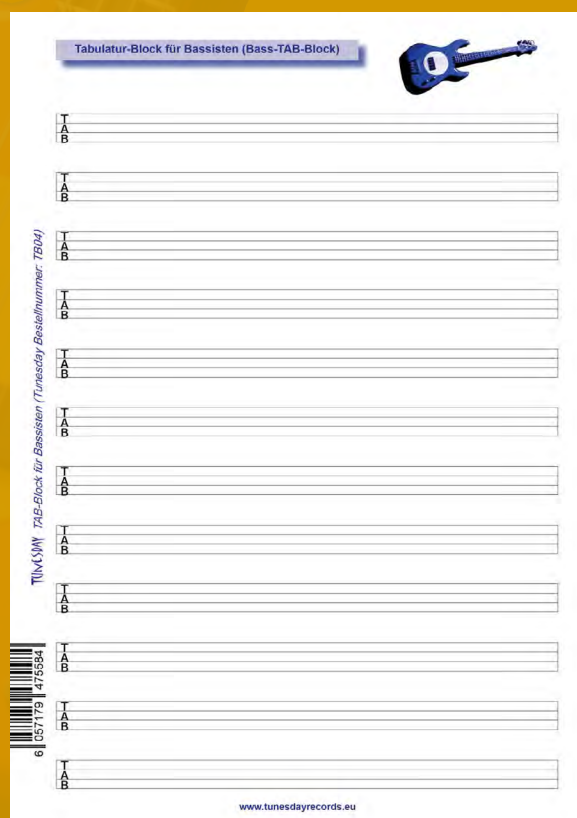 Tabulatur-Block für Bassisten (Bass-TAB-Block)
T
A
B
T
A
B
T
A
B
T
A
B
T
A
B
T
A
B
T
A
B
T
A
B
T
A
B
T
A
B
T
A
B
T
A
B
TUNESDAY TAB-Block für Bassisten (Tunesday Bestellnummer: TB04)
6 057179 475584
www.tunesdayrecords.eu